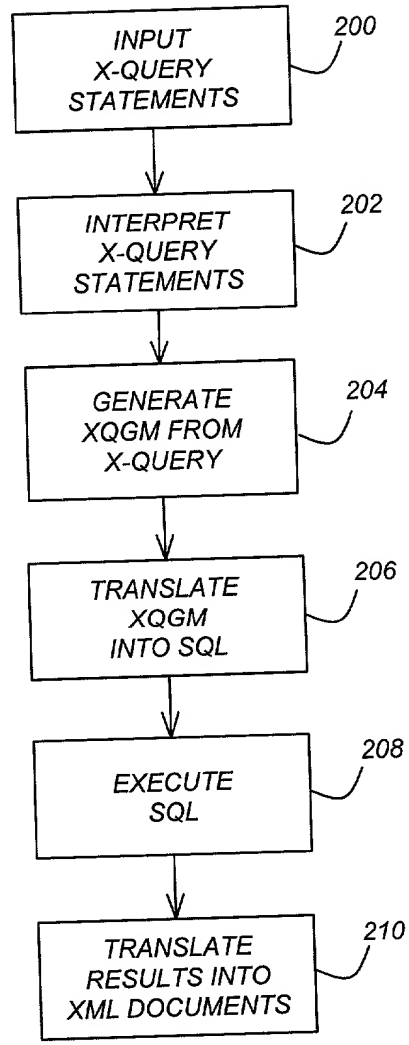 INPUT
X-QUERY
STATEMENTS
200
INTERPRET
X-QUERY
STATEMENTS
202
GENERATE
XQGM FROM
X-QUERY
204
TRANSLATE
XQGM
INTO SQL
206
EXECUTE
SQL
208
TRANSLATE
RESULTS INTO
XML DOCUMENTS
210